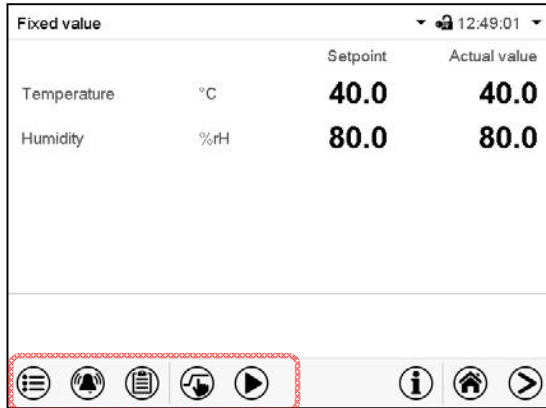 Fixed value 12:49:01
Setpoint Actual value
Temperature °C 40.0 40.0
Humidity %rH 80.0 80.0